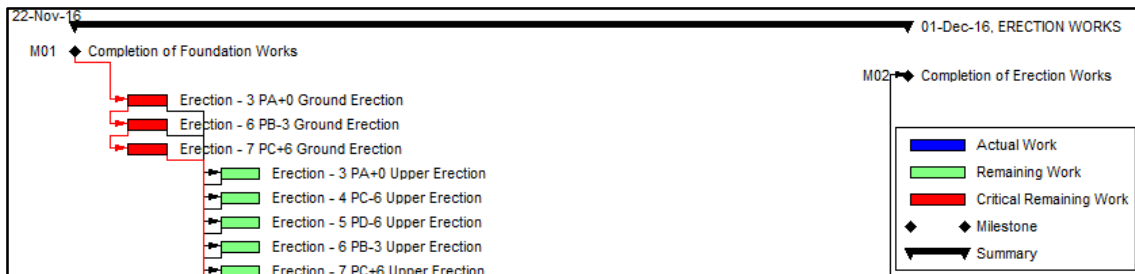 22-Nov-16
01-Dec-16, ERECTION WORKS
M01 Completion of Foundation Works
M02 Completion of Erection Works
Erection - 3 PA+0 Ground Erection
Erection - 6 PB-3 Ground Erection
Erection - 7 PC+6 Ground Erection
Erection - 3 PA+0 Upper Erection
Erection - 4 PC-6 Upper Erection
Erection - 5 PD-6 Upper Erection
Erection - 6 PB-3 Upper Erection
Erection - 7 PC+6 Upper Erection
Actual Work
Remaining Work
Critical Remaining Work
Milestone
Summary